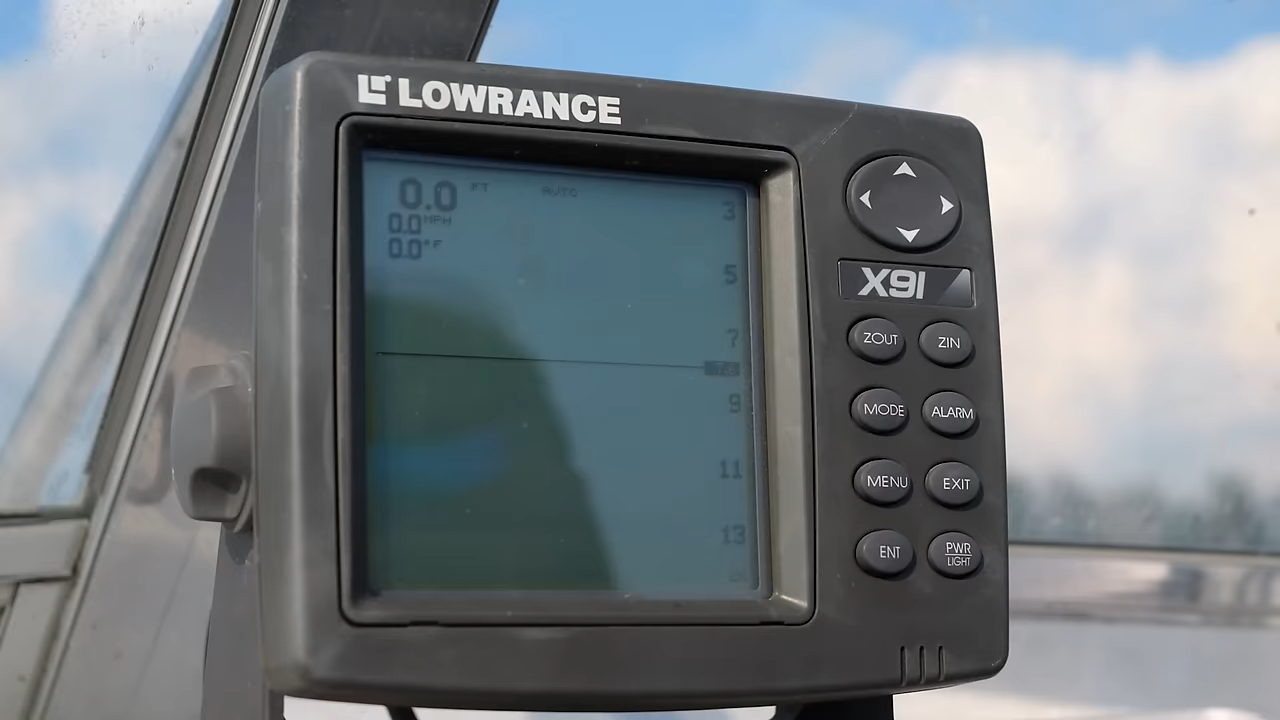 LOWRANCE
0.0 FT AUTO
0.0 MPH
0.0 °F
3
5
7
9
11
13
X91
ZOUT ZIN
MODE ALARM
MENU EXIT
ENT PWR
LIGHT